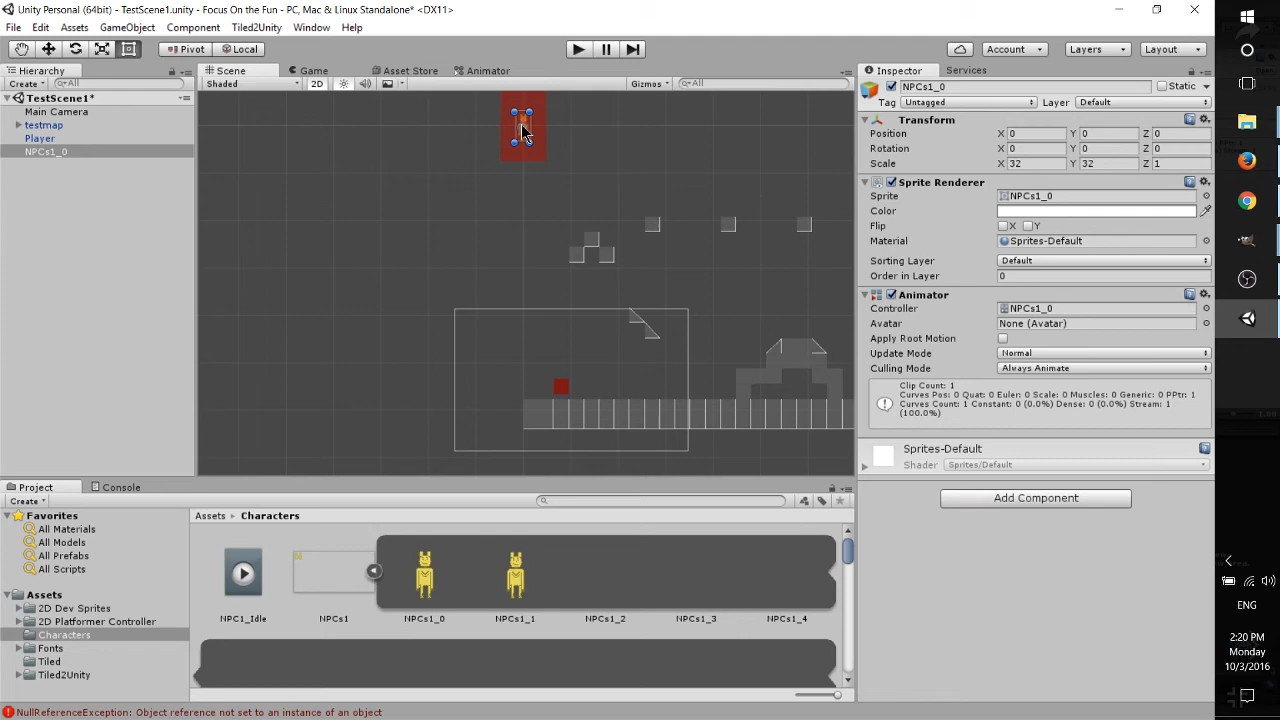 Unity Personal (64bit) - TestScene1.unity - Focus On the Fun - PC, Mac & Linux Standalone* <DX11>
File Edit Assets GameObject Component Tiled2Unity Window Help
Pivot Local Account Layers Layout
Hierarchy
Create All
TestScene1*
Main Camera
testmap
Player
NPCs1_0
Scene Game Asset Store Animator
Shaded 2D Gizmos All
Inspector Services
NPCs1_0 Static
Tag Untagged Layer Default
Transform
Position X 0 Y 0 Z 0
Rotation X 0 Y 0 Z 0
Scale X 32 Y 32 Z 1
Sprite Renderer
Sprite NPCs1_0
Color
Flip X Y
Material Sprites-Default
Sorting Layer Default
Order in Layer 0
Animator
Controller NPCs1_0
Avatar None (Avatar)
Apply Root Motion
Update Mode Normal
Culling Mode Always Animate
Clip Count: 1
Curves Pos: 0 Quat: 0 Euler: 0 Scale: 0 Muscles: 0 Generic: 0 PPtr: 1
Curves Count: 1 Constant: 0 (0.0%) Dense: 0 (0.0%) Stream: 1
(100.0%)
Sprites-Default
Shader Sprites/Default
Add Component
Project Console
Create
Favorites
All Materials
All Models
All Prefabs
All Scripts
Assets
2D Dev Sprites
2D Platformer Controller
Characters
Fonts
Tiled
Tiled2Unity
Assets Characters
NPC1_Idle NPCs1 NPCs1_0 NPCs1_1 NPCs1_2 NPCs1_3 NPCs1_4
NullReferenceException: Object reference not set to an instance of an object
ENG
2:20 PM
Monday
10/3/2016